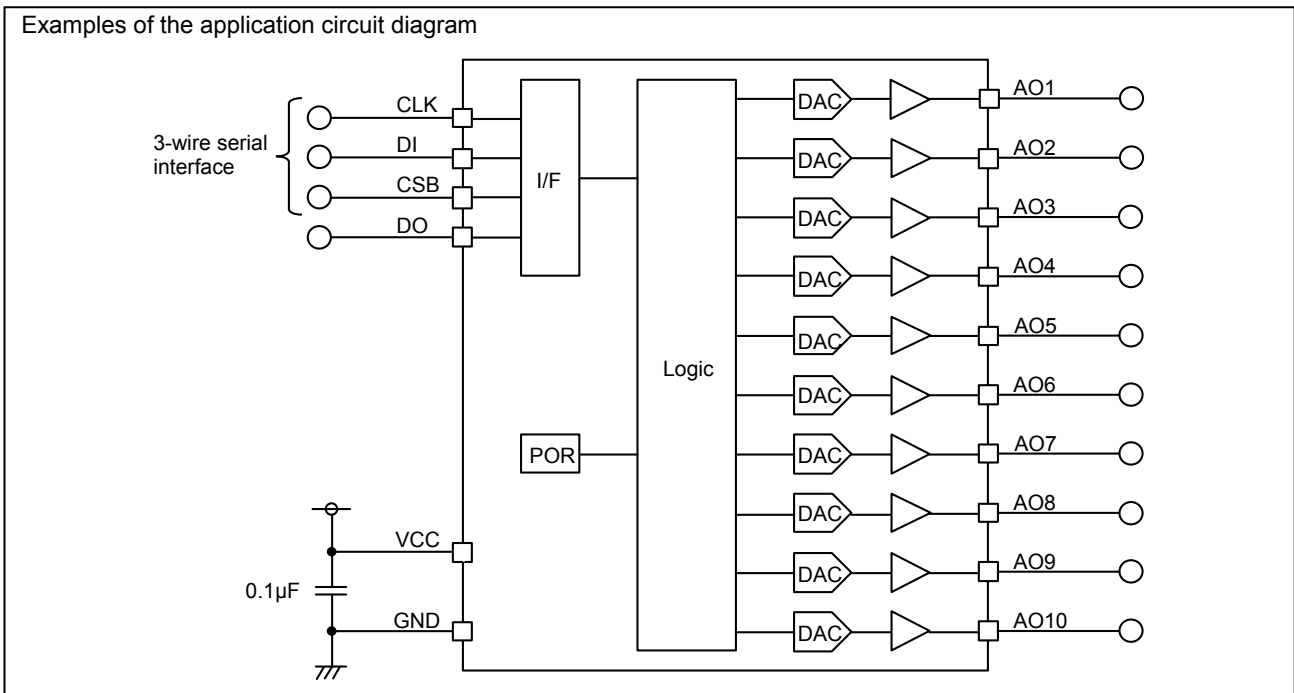 Examples of the application circuit diagram
3-wire serial
interface
CLK
DI
CSB
DO
I/F
Logic
POR
VCC
0.1µF
GND
DAC
AO1
DAC
AO2
DAC
AO3
DAC
AO4
DAC
AO5
DAC
AO6
DAC
AO7
DAC
AO8
DAC
AO9
DAC
AO10